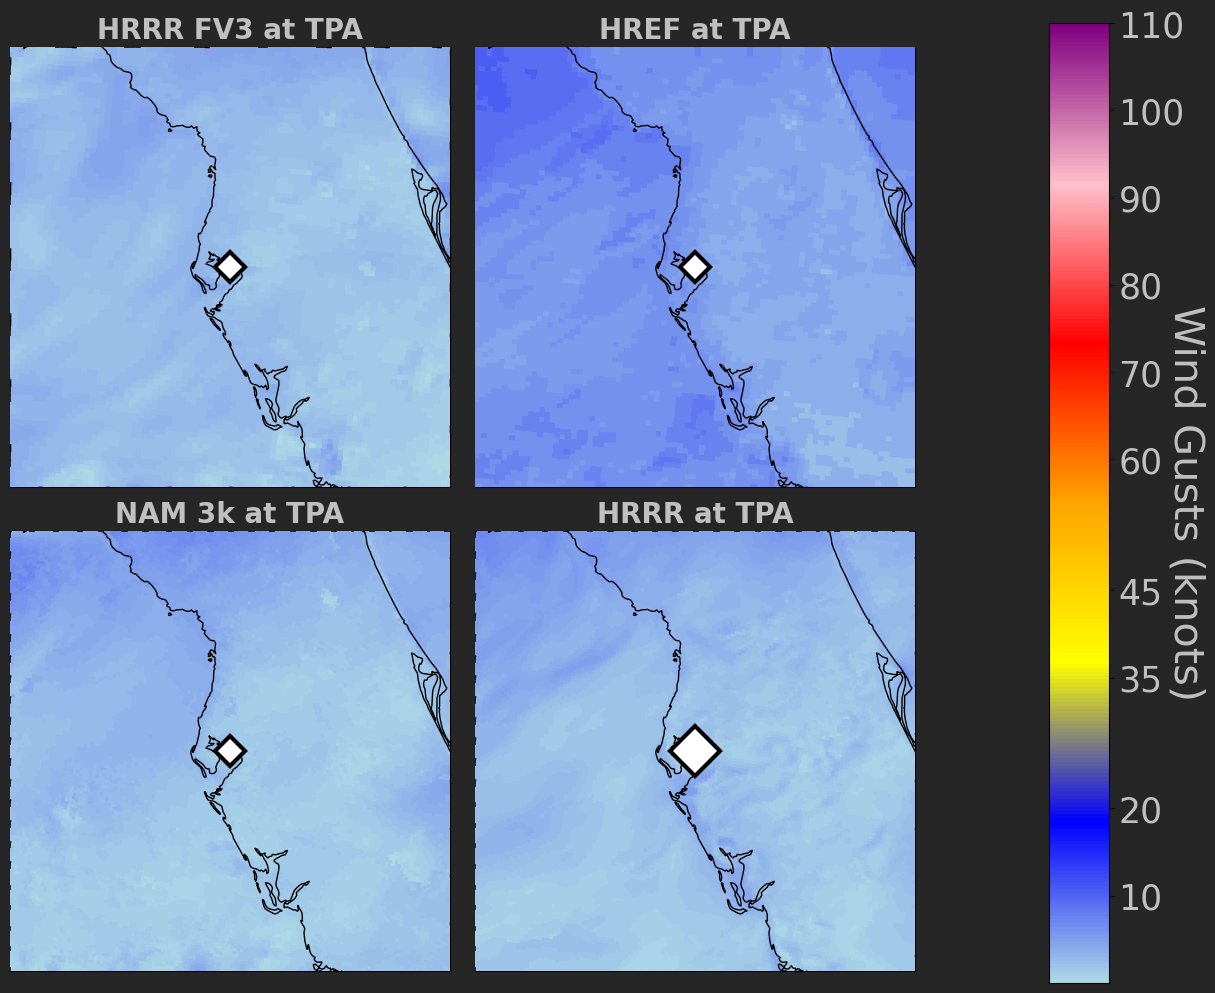 HRRR FV3 at TPA
HREF at TPA
NAM 3k at TPA
HRRR at TPA
110
100
90
80
70
60
45
35
20
10
Wind Gusts (knots)